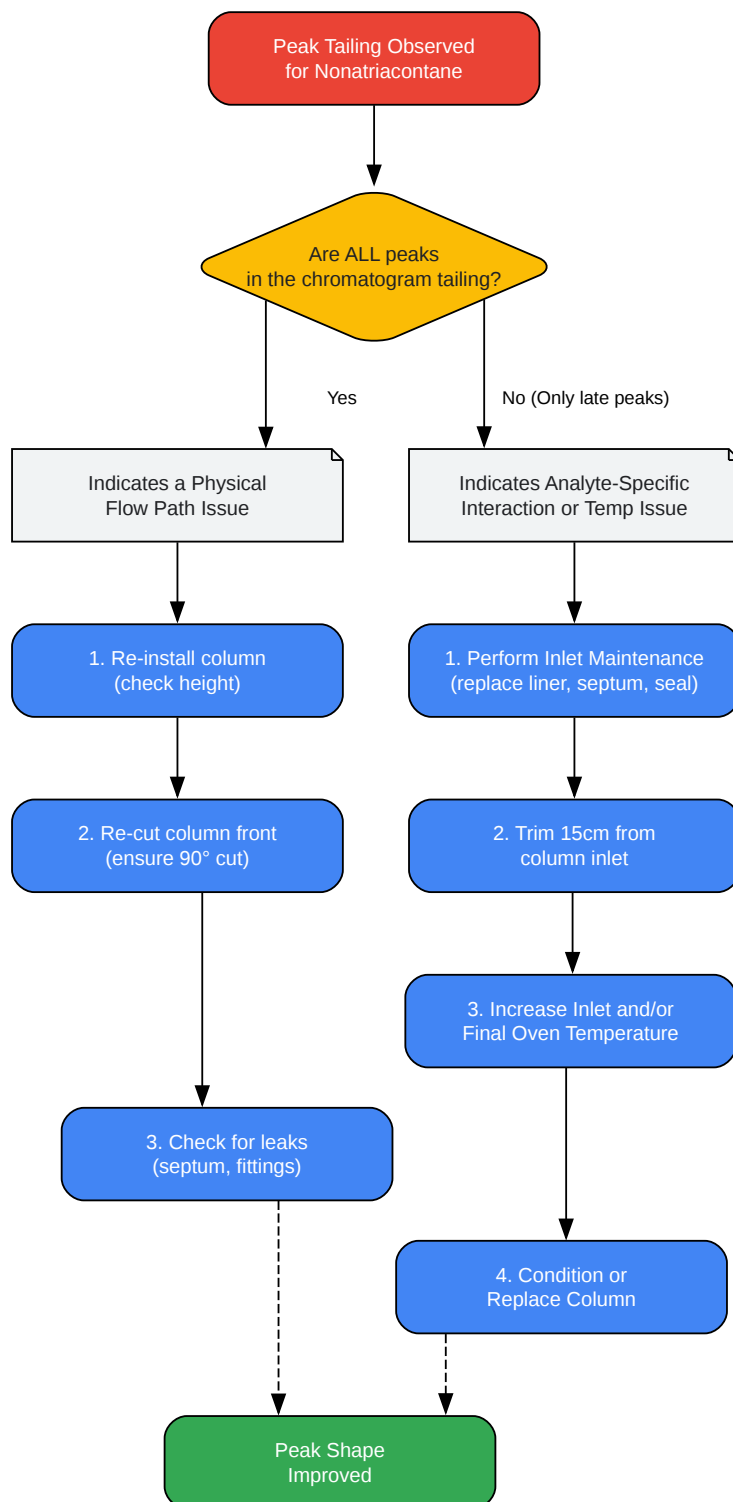 Peak Tailing Observed
for Nonatriacontane
Are ALL peaks
in the chromatogram tailing?
Yes
No (Only late peaks)
Indicates a Physical
Flow Path Issue
Indicates Analyte-Specific
Interaction or Temp Issue
1. Re-install column
(check height)
1. Perform Inlet Maintenance
(replace liner, septum, seal)
2. Re-cut column front
(ensure 90° cut)
2. Trim 15cm from
column inlet
3. Increase Inlet and/or
Final Oven Temperature
3. Check for leaks
(septum, fittings)
4. Condition or
Replace Column
Peak Shape
Improved